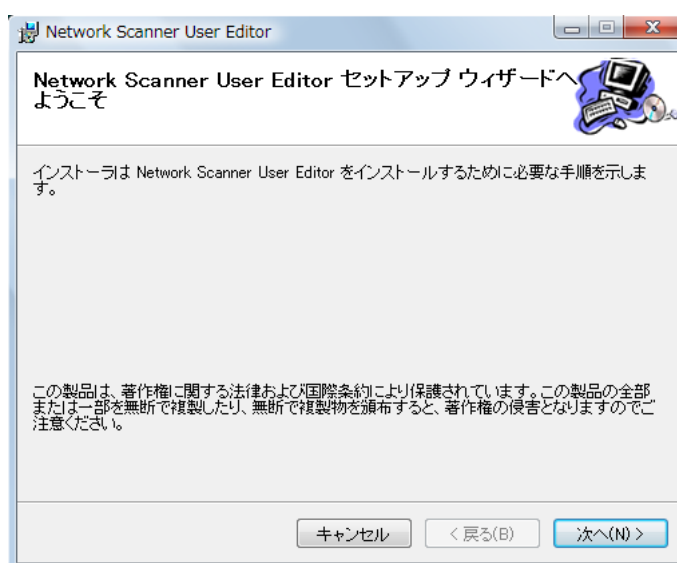 Network Scanner User Editor
Network Scanner User Editor セットアップ ウィザードへ
ようこそ
インストーラは Network Scanner User Editor をインストールするために必要な手順を示しま
す。
この製品は、著作権に関する法律および国際条約により保護されています。この製品の全部
または一部を無断で複製したり、無断で複製物を頒布すると、著作権の侵害となりますのでご
注意ください。
キャンセル
< 戻る(B)
次へ(N) >